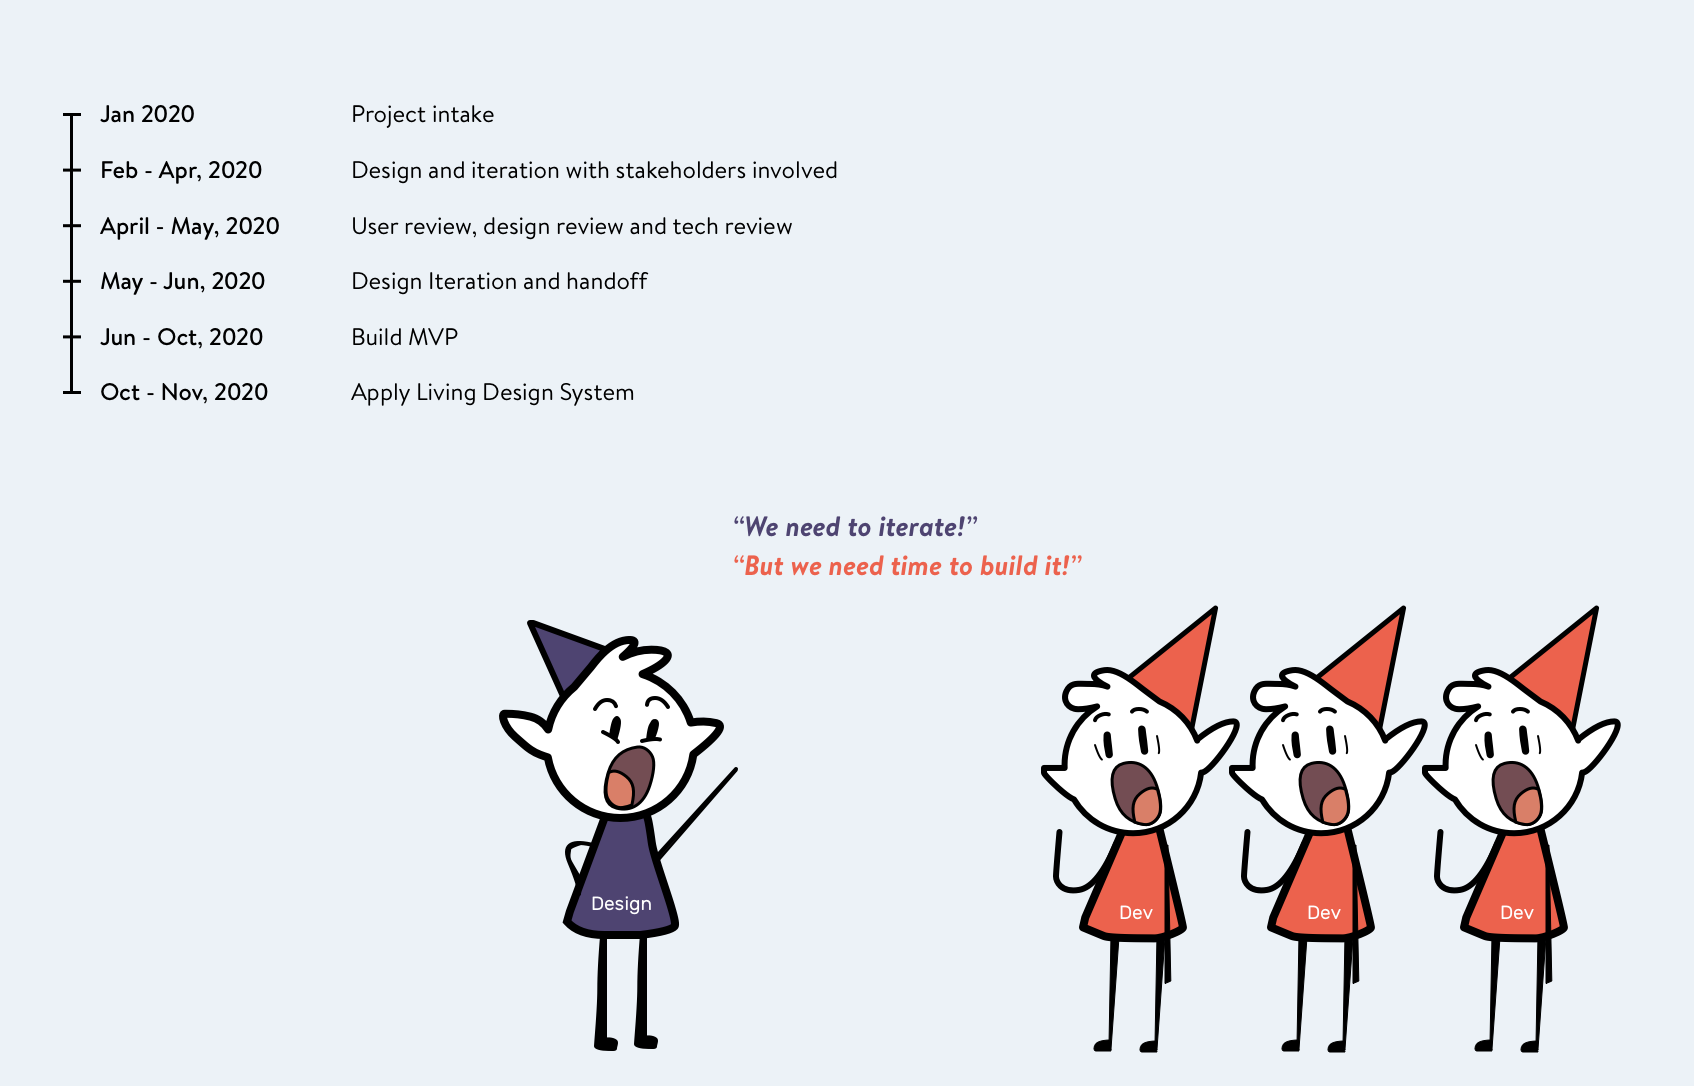 Jan 2020 Project intake
Feb - Apr, 2020 Design and iteration with stakeholders involved
April - May, 2020 User review, design review and tech review
May - Jun, 2020 Design Iteration and handoff
Jun - Oct, 2020 Build MVP
Oct - Nov, 2020 Apply Living Design System
“We need to iterate!”
“But we need time to build it!”
Design
Dev
Dev
Dev